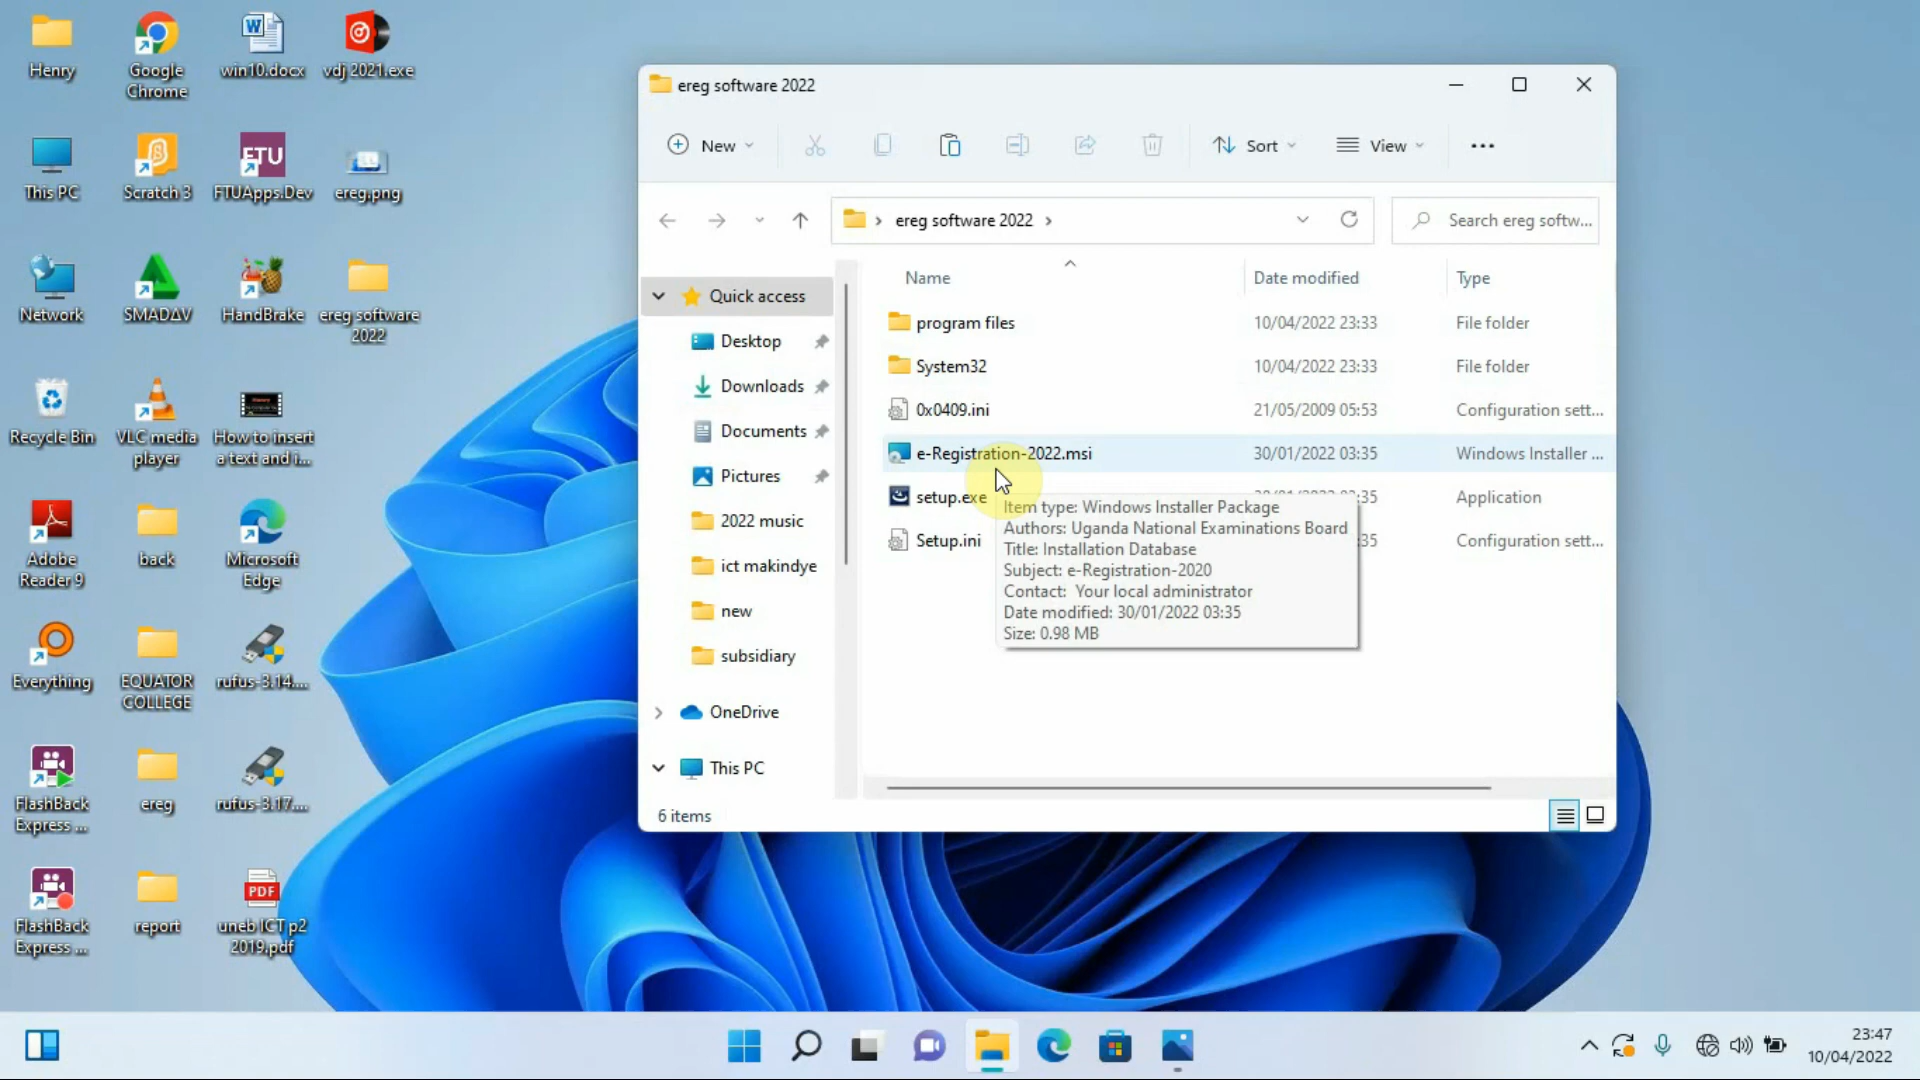 Henry
Google
Chrome
win10.docx
vdj 2021.exe
This PC
Scratch 3
FTU
FTUApps.Dev
ereg.png
Network
SMADΔV
HandBrake
ereg software
2022
Recycle Bin
VLC media
player
How to insert
a text and i...
Adobe
Reader 9
back
Microsoft
Edge
Everything
EQUATOR
COLLEGE
rufus-3.14....
FlashBack
Express ...
ereg
rufus-3.17....
FlashBack
Express ...
report
PDF
uneb ICT p2
2019.pdf
ereg software 2022
New
Sort
View
ereg software 2022
Search ereg softw...
Quick access
Desktop
Downloads
Documents
Pictures
2022 music
ict makindye
new
subsidiary
OneDrive
This PC
Name
Date modified
Type
program files
10/04/2022 23:33
File folder
System32
10/04/2022 23:33
File folder
0x0409.ini
21/05/2009 05:53
Configuration sett...
e-Registration-2022.msi
30/01/2022 03:35
Windows Installer ...
setup.exe
:35
Application
Setup.ini
:35
Configuration sett...
Item type: Windows Installer Package
Authors: Uganda National Examinations Board
Title: Installation Database
Subject: e-Registration-2020
Contact: Your local administrator
Date modified: 30/01/2022 03:35
Size: 0.98 MB
6 items
23:47
10/04/2022